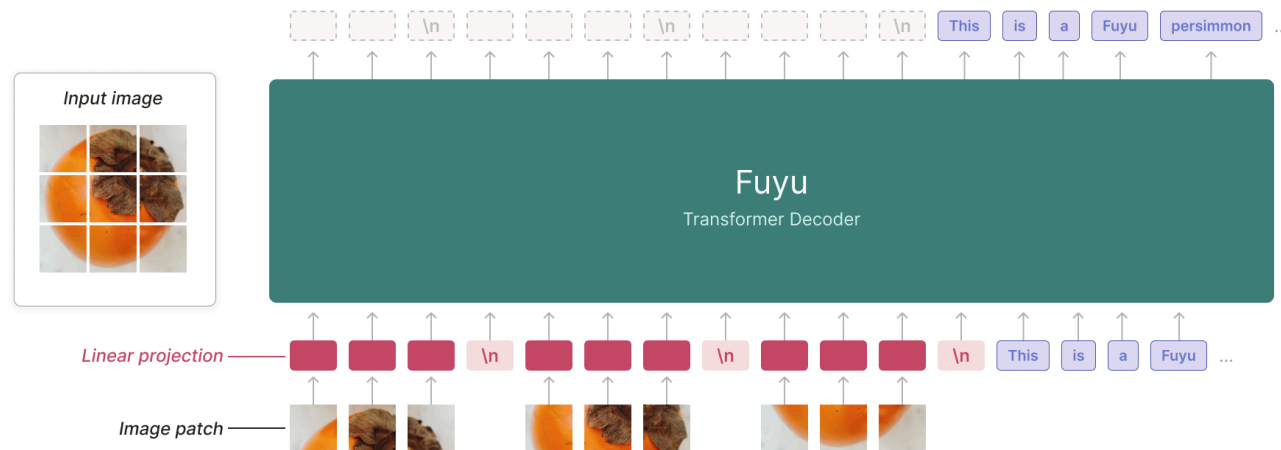 \n \n \n This is a Fuyu persimmon ...
Input image
Fuyu
Transformer Decoder
Linear projection \n \n \n This is a Fuyu ...
Image patch